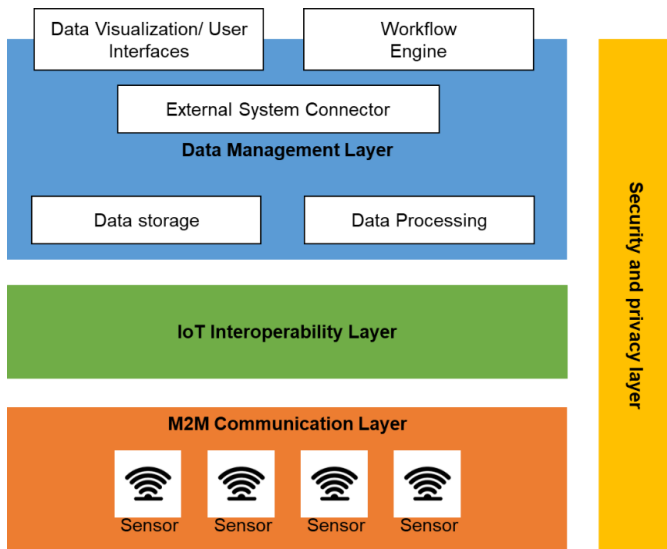 Data Visualization/ User
Interfaces
Workflow
Engine
External System Connector
Data Management Layer
Data storage
Data Processing
IoT Interoperability Layer
M2M Communication Layer
Sensor
Sensor
Sensor
Sensor
Security and privacy layer